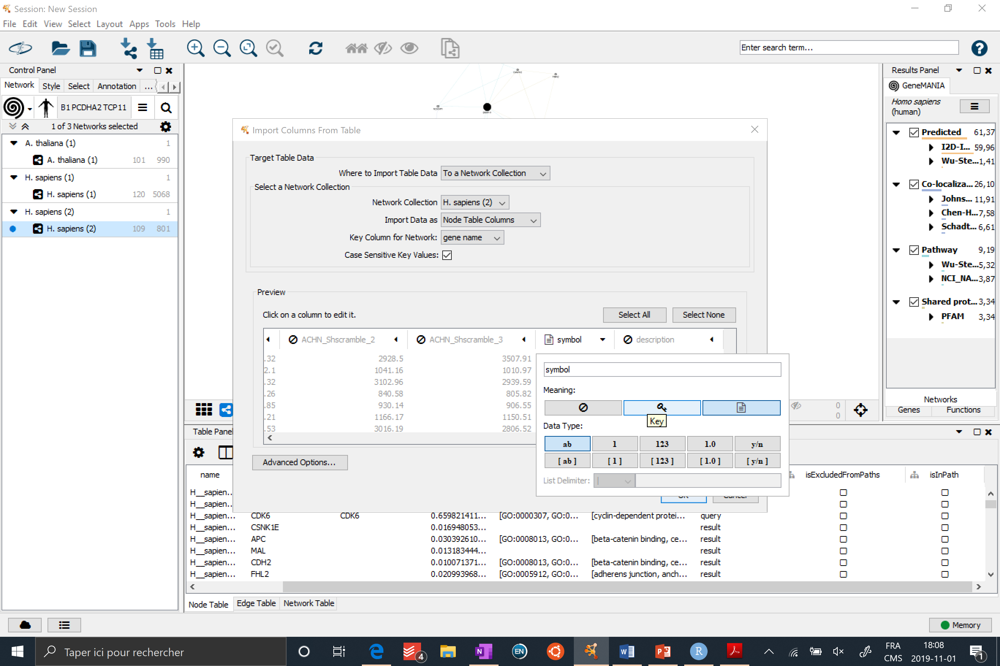 Session: New Session
File Edit View Select Layout Apps Tools Help
Enter search term...
Control Panel
Network Style Select Annotation ...
B1 PCDHA2 TCP11
1 of 3 Networks selected
A. thaliana (1) 1
A. thaliana (1) 101 990
H. sapiens (1) 1
H. sapiens (1) 120 5068
H. sapiens (2) 1
H. sapiens (2) 109 801
Import Columns From Table
Target Table Data
Where to Import Table Data To a Network Collection
Select a Network Collection
Network Collection H. sapiens (2)
Import Data as Node Table Columns
Key Column for Network: gene name
Case Sensitive Key Values:
Preview
Click on a column to edit it.
Select All Select None
ACHN_Shscramble_2 ACHN_Shscramble_3 symbol description
.32 2928.5 3507.91
2.1 1041.16 1010.97
.32 3102.96 2939.59
.26 840.58 805.82
.85 930.14 906.55
.21 1166.17 1150.51
.53 3016.19 2806.52
symbol
Meaning:
Key
Data Type:
ab 1 123 1.0 y/n
[ ab ] [ 1 ] [ 123 ] [ 1.0 ] [ y/n ]
List Delimiter: |
Advanced Options...
OK Cancel
Results Panel
GeneMANIA
Homo sapiens
(human)
Predicted 61,37
I2D-I... 59,96
Wu-Ste...1,41
Co-localiza... 26,10
Johns... 11,91
Chen-H...7,58
Schadt... 6,61
Pathway 9,19
Wu-Ste...5,32
NCI_NA...3,87
Shared prot...3,34
PFAM 3,34
Networks
Genes Functions
0
0
Table Panel
name isExcludedFromPaths isInPath
H__sapien...
H__sapien...
H__sapien... CDK6 CDK6 0.659821411... [GO:0000307, GO:0... [cyclin-dependent protei... query
H__sapien... CSNK1E 0.016948053... result
H__sapien... APC 0.030392610... [GO:0008013, GO:0... [beta-catenin binding, ce... result
H__sapien... MAL 0.013183444... result
H__sapien... CDH2 0.010071371... [GO:0008013, GO:0... [beta-catenin binding, ce... result
H__sapien... FHL2 0.020993968... [GO:0005912, GO:0... [adherens junction, anch... result
Node Table Edge Table Network Table
Memory
Taper ici pour rechercher
4
N
EN
W
P
R
FRA
CMS
18:08
2019-11-01
1